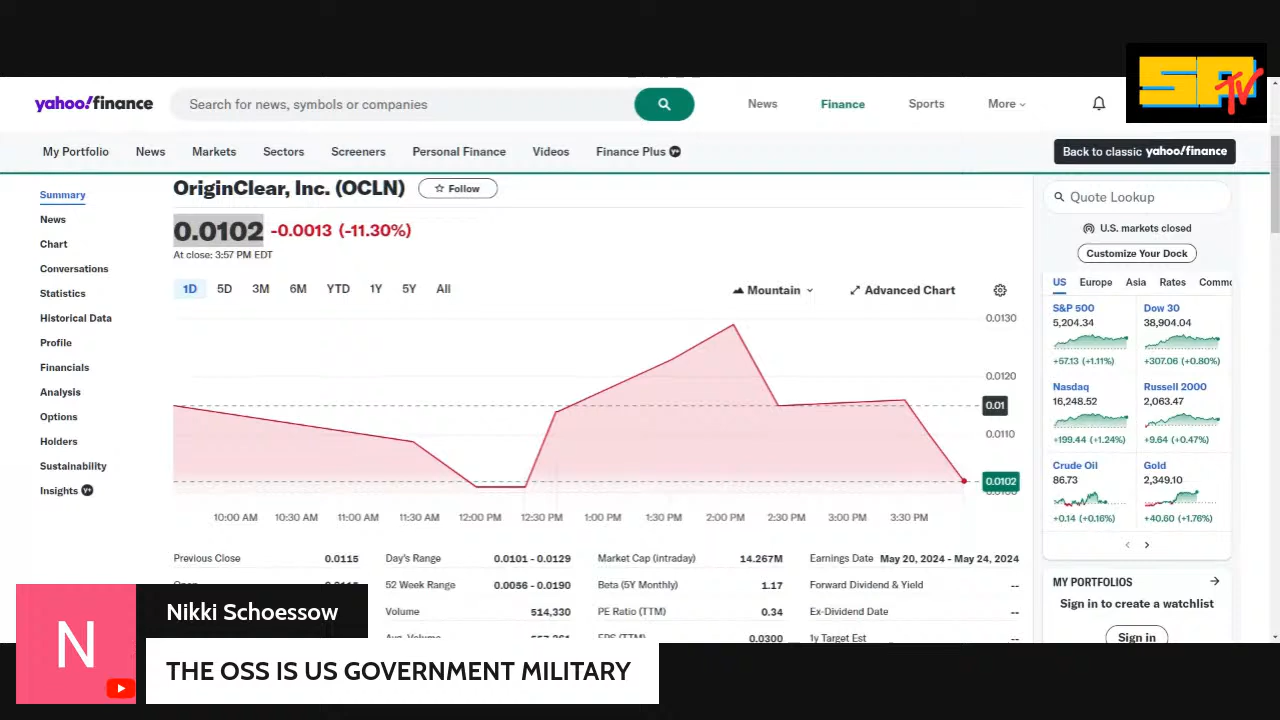 SPTV
yahoo!finance
Search for news, symbols or companies
News
Finance
Sports
More
My Portfolio
News
Markets
Sectors
Screeners
Personal Finance
Videos
Finance Plus
Back to classic yahoo!finance
Summary
News
Chart
Conversations
Statistics
Historical Data
Profile
Financials
Analysis
Options
Holders
Sustainability
Insights
OriginClear, Inc. (OCLN)
Follow
0.0102 -0.0013 (-11.30%)
At close: 3:57 PM EDT
1D 5D 3M 6M YTD 1Y 5Y All
Mountain
Advanced Chart
0.0130
0.0120
0.01
0.0110
0.0102
10:00 AM 10:30 AM 11:00 AM 11:30 AM 12:00 PM 12:30 PM 1:00 PM 1:30 PM 2:00 PM 2:30 PM 3:00 PM 3:30 PM
Previous Close 0.0115
Day's Range 0.0101 - 0.0129
Market Cap (intraday) 14.267M
Earnings Date May 20, 2024 - May 24, 2024
52 Week Range 0.0056 - 0.0190
Beta (5Y Monthly) 1.17
Forward Dividend & Yield --
Volume 514,330
PE Ratio (TTM) 0.34
Ex-Dividend Date --
0.0300
1y Target Est --
Quote Lookup
U.S. markets closed
Customize Your Dock
US Europe Asia Rates Commo
S&P 500
5,204.34
+57.13 (+1.11%)
Dow 30
38,904.04
+307.06 (+0.80%)
Nasdaq
16,248.52
+199.44 (+1.24%)
Russell 2000
2,063.47
+9.64 (+0.47%)
Crude Oil
86.73
+0.14 (+0.16%)
Gold
2,349.10
+40.60 (+1.76%)
MY PORTFOLIOS
Sign in to create a watchlist
Sign in
N
Nikki Schoessow
THE OSS IS US GOVERNMENT MILITARY